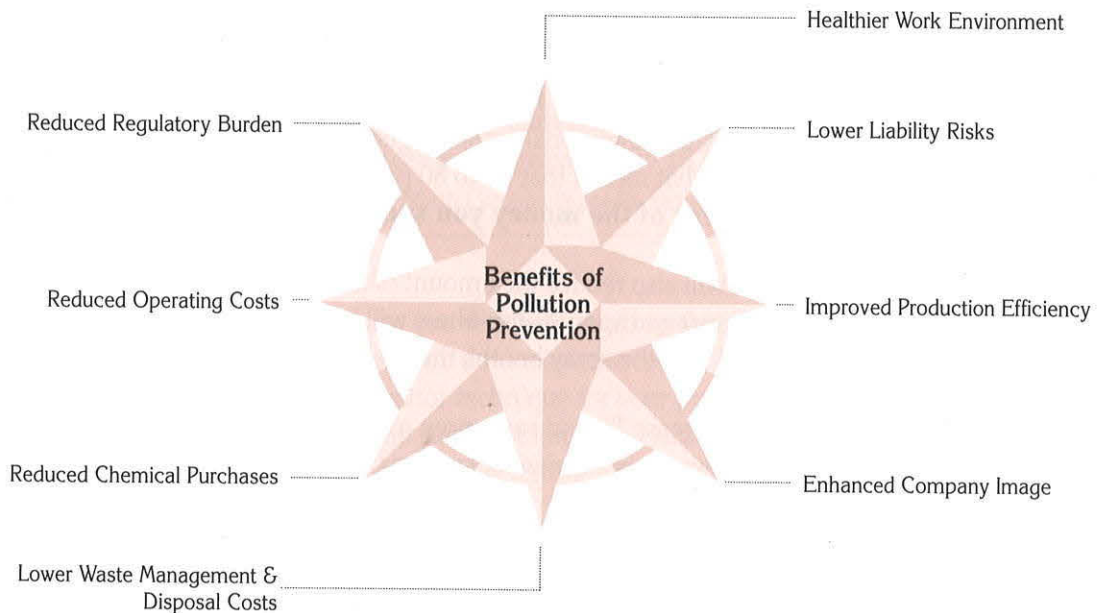 Healthier Work Environment
Reduced Regulatory Burden
Lower Liability Risks
Benefits of
Pollution
Prevention
Reduced Operating Costs
Improved Production Efficiency
Reduced Chemical Purchases
Enhanced Company Image
Lower Waste Management &
Disposal Costs